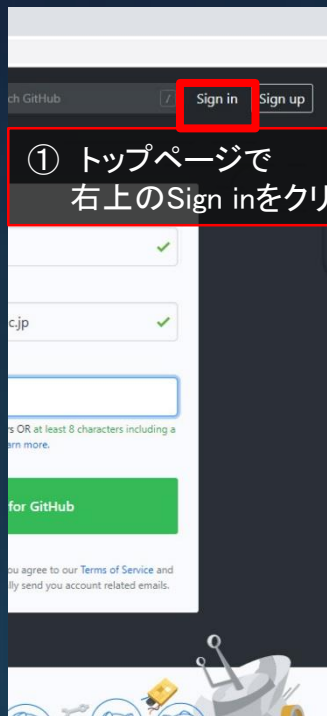 ch GitHub / Sign in Sign up
① トップページで
右上のSign inをクリ
c.jp
rs OR at least 8 characters including a
arn more.
for GitHub
ou agree to our Terms of Service and
lly send you account related emails.